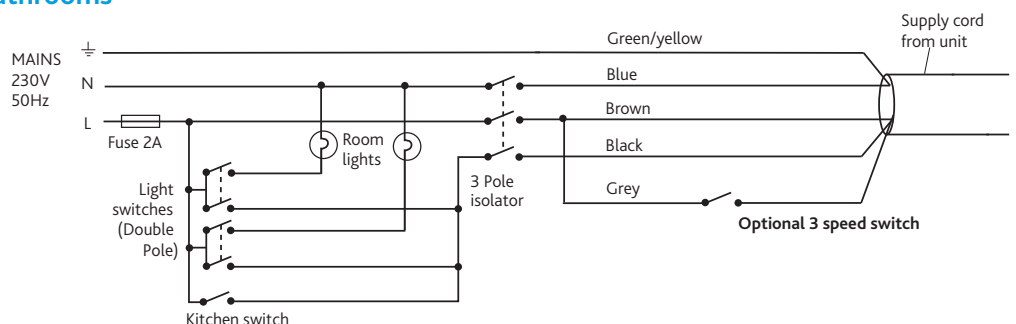 MAINS
230V
50Hz
N
L
Fuse 2A
Green/yellow
Supply cord
from unit
Blue
Brown
Black
Grey
Room
lights
3 Pole
isolator
Optional 3 speed switch
Light
switches
(Double
Pole)
Kitchen switch